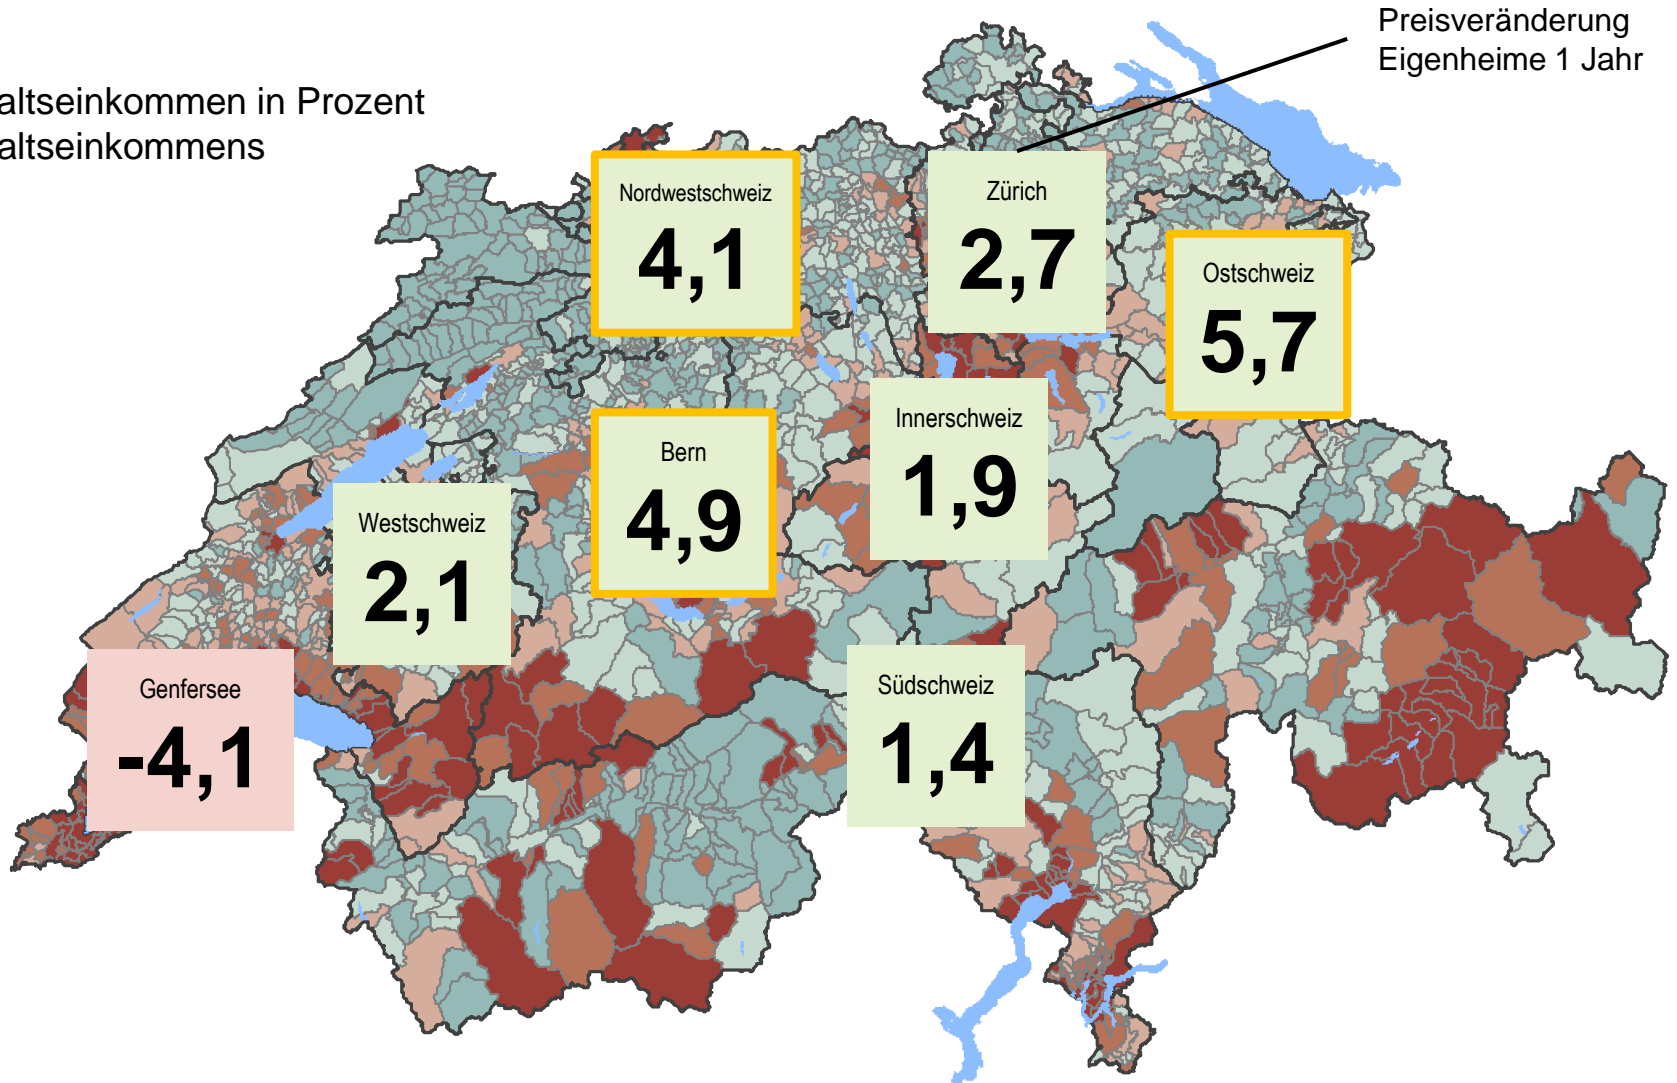 Preisveränderung
Eigenheime 1 Jahr
altseinkommen in Prozent
altseinkommens
Nordwestschweiz
4,1
Zürich
2,7
Ostschweiz
5,7
Bern
4,9
Innerschweiz
1,9
Westschweiz
2,1
Genfersee
-4,1
Südschweiz
1,4